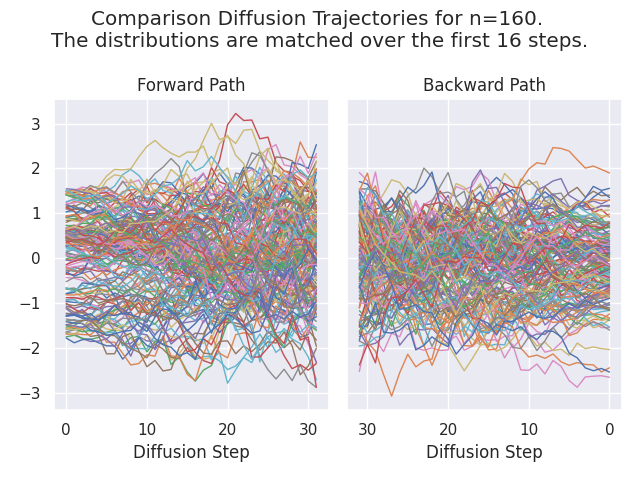 Comparison Diffusion Trajectories for n=160.
The distributions are matched over the first 16 steps.
Forward Path
Backward Path
3
2
1
0
−1
−2
−3
0
10
20
30
30
20
10
0
Diffusion Step
Diffusion Step